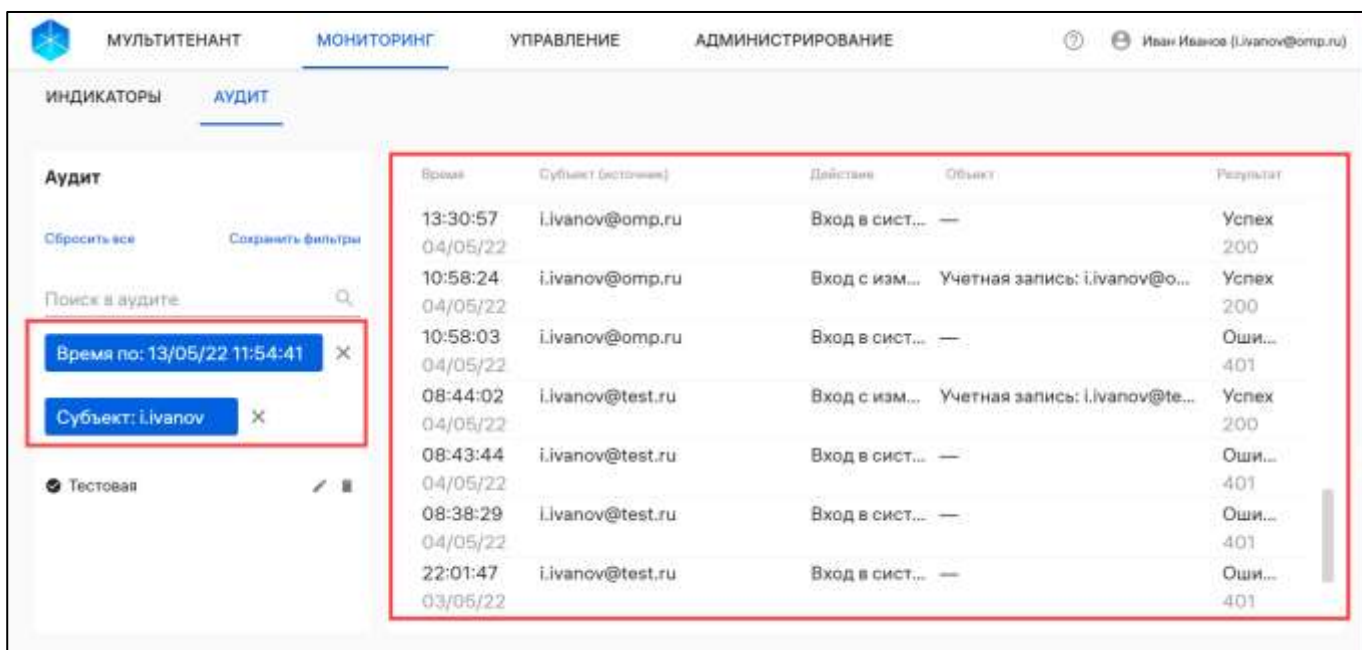 МУЛЬТИТЕНАНТ МОНИТОРИНГ УПРАВЛЕНИЕ АДМИНИСТРИРОВАНИЕ Иван Иванов (i.ivanov@omp.ru)
ИНДИКАТОРЫ АУДИТ
Аудит
Сбросить все Сохранить фильтры
Поиск в аудите
Время по: 13/05/22 11:54:41
Субъект: i.ivanov
Тестовая
Время Субъект (источник) Действие Объект Результат
13:30:57 i.ivanov@omp.ru Вход в сист... — Успех
04/05/22 200
10:58:24 i.ivanov@omp.ru Вход с изм... Учетная запись: i.ivanov@o... Успех
04/05/22 200
10:58:03 i.ivanov@omp.ru Вход в сист... — Оши...
04/05/22 401
08:44:02 i.ivanov@test.ru Вход с изм... Учетная запись: i.ivanov@te... Успех
04/05/22 200
08:43:44 i.ivanov@test.ru Вход в сист... — Оши...
04/05/22 401
08:38:29 i.ivanov@test.ru Вход в сист... — Оши...
04/05/22 401
22:01:47 i.ivanov@test.ru Вход в сист... — Оши...
03/05/22 401